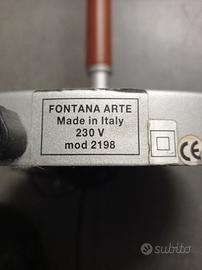 FONTANA ARTE
Made in Italy
230 V
mod 2198
CE
subito